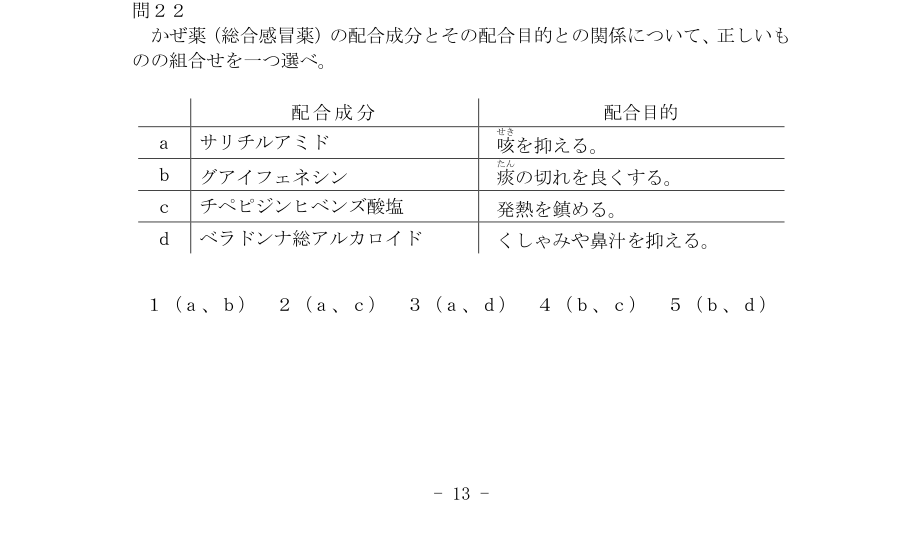 問２２
かぜ薬（総合感冒薬）の配合成分とその配合目的との関係について、正しいも
のの組合せを一つ選べ。
配合成分 配合目的
a サリチルアミド 咳を抑える。
せき
b グアイフェネシン 痰の切れを良くする。
たん
c チペピジンヒベンズ酸塩 発熱を鎮める。
d ベラドンナ総アルカロイド くしゃみや鼻汁を抑える。
１（a、b） ２（a、c） ３（a、d） ４（b、c） ５（b、d）
- 13 -